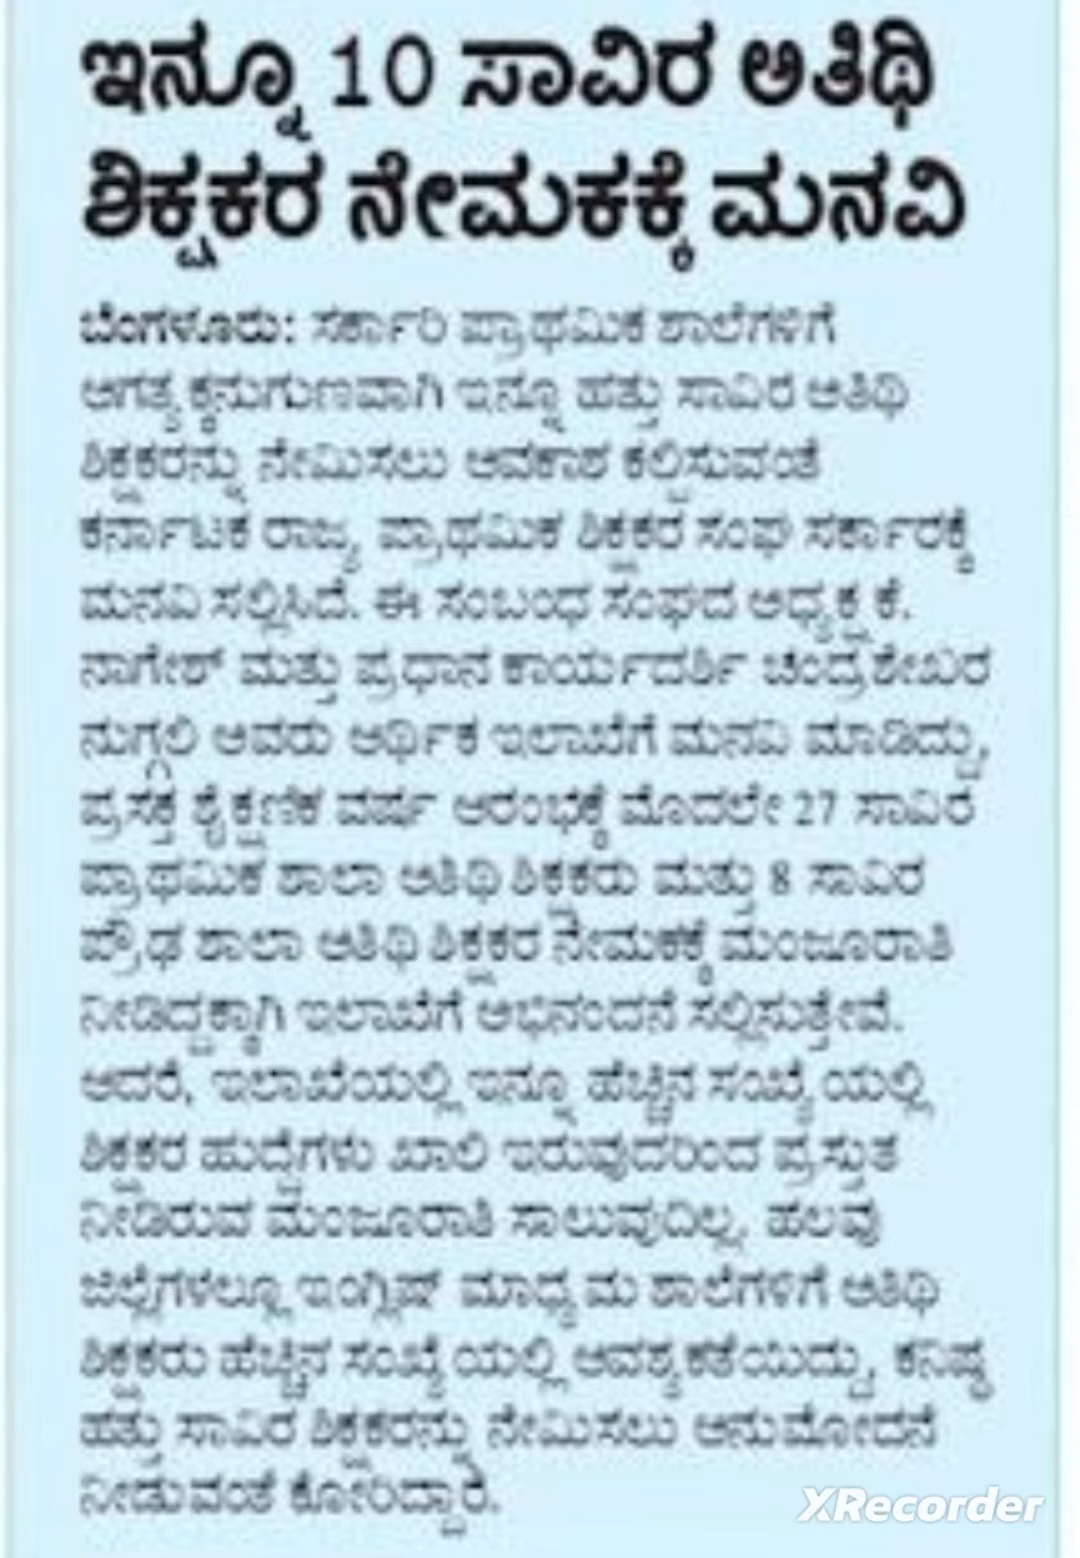 ಇನ್ನೂ 10 ಸಾವಿರ ಅತಿಥಿ
ಶಿಕ್ಷಕರ ನೇಮಕಕ್ಕೆ ಮನವಿ
ಬೆಂಗಳೂರು: ಸರ್ಕಾರಿ ಪ್ರಾಥಮಿಕ ಶಾಲೆಗಳಿಗೆ
ಅಗತ್ಯಕ್ಕನುಗುಣವಾಗಿ ಇನ್ನೂ ಹತ್ತು ಸಾವಿರ ಅತಿಥಿ
ಶಿಕ್ಷಕರನ್ನು ನೇಮಿಸಲು ಅವಕಾಶ ಕಲ್ಪಿಸುವಂತೆ
ಕರ್ನಾಟಕ ರಾಜ್ಯ ಪ್ರಾಥಮಿಕ ಶಿಕ್ಷಕರ ಸಂಘ ಸರ್ಕಾರಕ್ಕೆ
ಮನವಿ ಸಲ್ಲಿಸಿದೆ. ಈ ಸಂಬಂಧ ಸಂಘದ ಅಧ್ಯಕ್ಷ ಕೆ.
ನಾಗೇಶ್ ಮತ್ತು ಪ್ರಧಾನ ಕಾರ್ಯದರ್ಶಿ ಚಂದ್ರಶೇಖರ
ನುಗ್ಗಲಿ ಅವರು ಆರ್ಥಿಕ ಇಲಾಖೆಗೆ ಮನವಿ ಮಾಡಿದ್ದು,
ಪ್ರಸಕ್ತ ಶೈಕ್ಷಣಿಕ ವರ್ಷ ಆರಂಭಕ್ಕೆ ಮೊದಲೇ 27 ಸಾವಿರ
ಪ್ರಾಥಮಿಕ ಶಾಲಾ ಅತಿಥಿ ಶಿಕ್ಷಕರು ಮತ್ತು 8 ಸಾವಿರ
ಪ್ರೌಢ ಶಾಲಾ ಅತಿಥಿ ಶಿಕ್ಷಕರ ನೇಮಕಕ್ಕೆ ಮಂಜೂರಾತಿ
ನೀಡಿದ್ದಕ್ಕಾಗಿ ಇಲಾಖೆಗೆ ಅಭಿನಂದನೆ ಸಲ್ಲಿಸುತ್ತೇವೆ.
ಆದರೆ, ಇಲಾಖೆಯಲ್ಲಿ ಇನ್ನೂ ಹೆಚ್ಚಿನ ಸಂಖ್ಯೆಯಲ್ಲಿ
ಶಿಕ್ಷಕರ ಹುದ್ದೆಗಳು ಖಾಲಿ ಇರುವುದರಿಂದ ಪ್ರಸ್ತುತ
ನೀಡಿರುವ ಮಂಜೂರಾತಿ ಸಾಲುವುದಿಲ್ಲ. ಹಲವು
ಜಿಲ್ಲೆಗಳಲ್ಲೂ ಇಂಗ್ಲಿಷ್ ಮಾಧ್ಯಮ ಶಾಲೆಗಳಿಗೆ ಅತಿಥಿ
ಶಿಕ್ಷಕರು ಹೆಚ್ಚಿನ ಸಂಖ್ಯೆಯಲ್ಲಿ ಅವಶ್ಯಕತೆಯಿದ್ದು, ಕನಿಷ್ಠ
ಹತ್ತು ಸಾವಿರ ಶಿಕ್ಷಕರನ್ನು ನೇಮಿಸಲು ಅನುಮೋದನೆ
ನೀಡುವಂತೆ ಕೋರಿದ್ದಾರೆ.
XRecorder